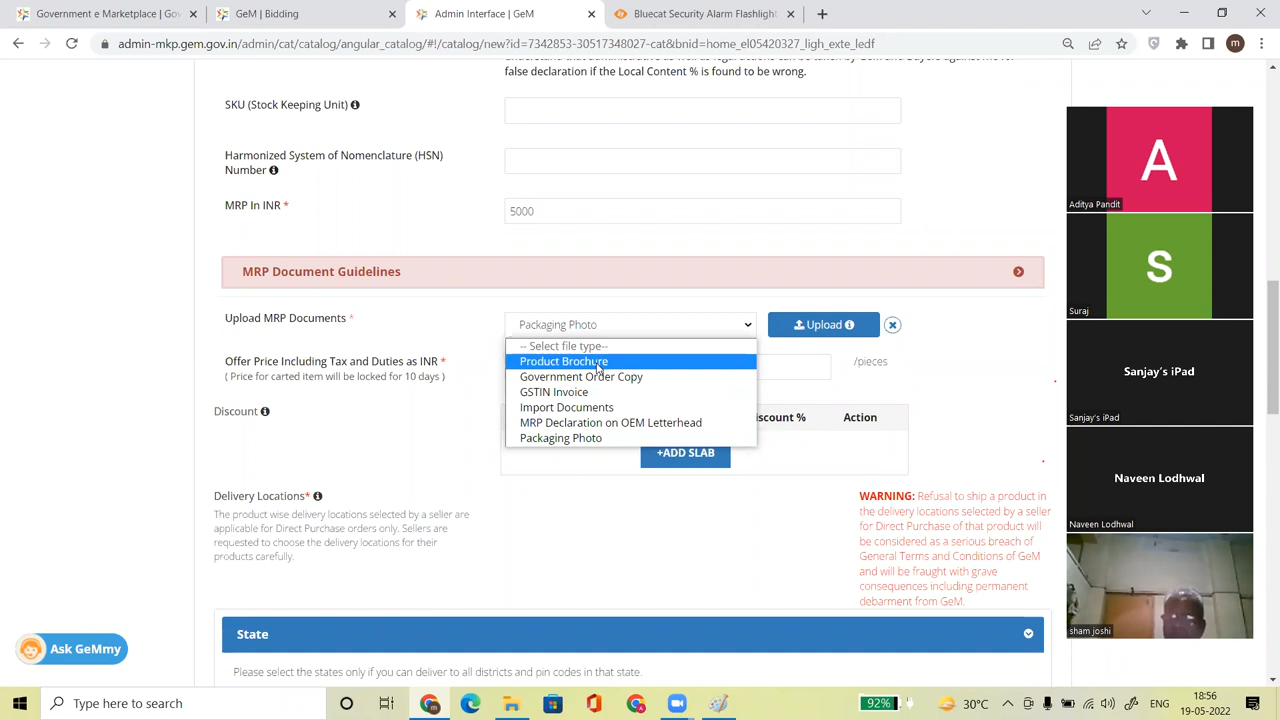 Government e Marketplace | Gov
GeM | Bidding
Admin Interface | GeM
Bluecat Security Alarm Flashlight
admin-mkp.gem.gov.in/admin/cat/catalog/angular_catalog/#!/catalog/new?id=7342853-30517348027-cat&bnid=home_el05420327_ligh_exte_ledf
m
false declaration if the Local Content % is found to be wrong.
SKU (Stock Keeping Unit)
Harmonized System of Nomenclature (HSN)
Number
MRP In INR *
5000
MRP Document Guidelines
Upload MRP Documents *
Packaging Photo
Upload
-- Select file type--
Product Brochure
Government Order Copy
GSTIN Invoice
Import Documents
MRP Declaration on OEM Letterhead
Packaging Photo
Offer Price Including Tax and Duties as INR *
( Price for carted item will be locked for 10 days )
/pieces
Discount
iscount %
Action
+ADD SLAB
Delivery Locations*
The product wise delivery locations selected by a seller are
applicable for Direct Purchase orders only. Sellers are
requested to choose the delivery locations for their
products carefully.
WARNING: Refusal to ship a product in
the delivery locations selected by a seller
for Direct Purchase of that product will
be considered as a serious breach of
General Terms and Conditions of GeM
and will be fraught with grave
consequences including permanent
debarment from GeM.
State
Please select the states only if you can deliver to all districts and pin codes in that state.
Ask GeMmy
A
Aditya Pandit
S
Suraj
Sanjay's iPad
Sanjay's iPad
Naveen Lodhwal
Naveen Lodhwal
sham joshi
Type here to search
92%
30°C
ENG
18:56
19-05-2022